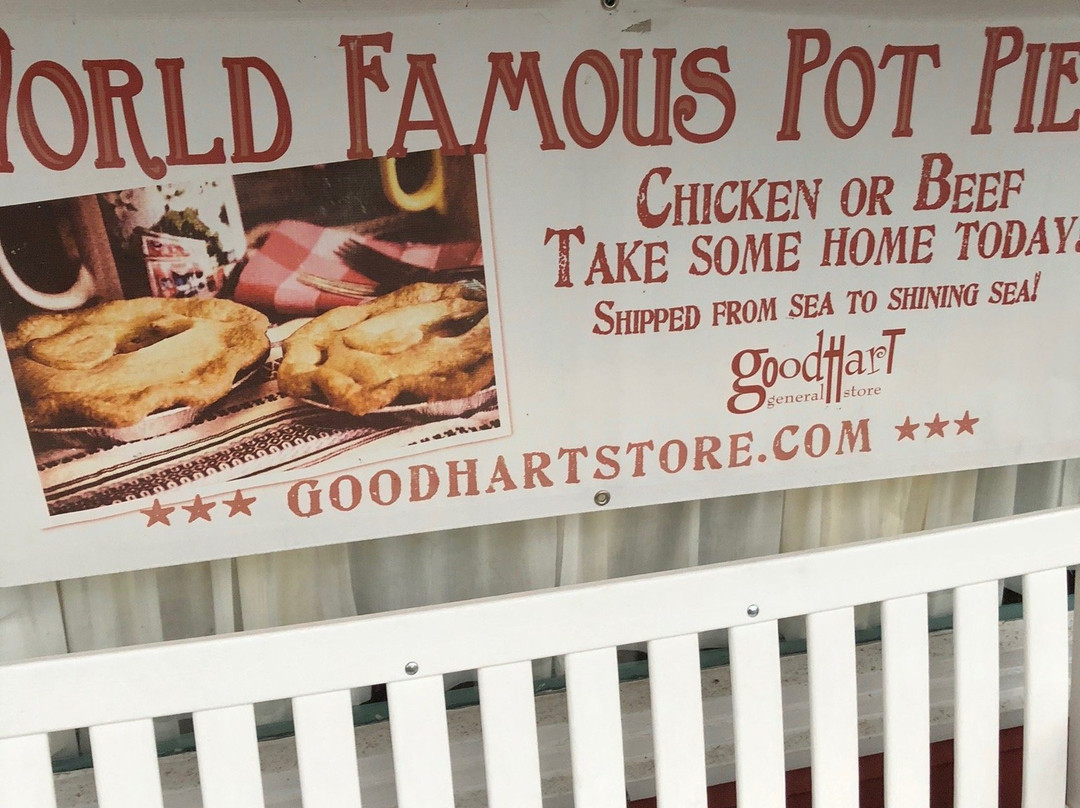 WORLD FAMOUS POT PIE
CHICKEN OR BEEF
TAKE SOME HOME TODAY!
SHIPPED FROM SEA TO SHINING SEA!
goodHarT
general store
★★★ GOODHARTSTORE.COM ★★★